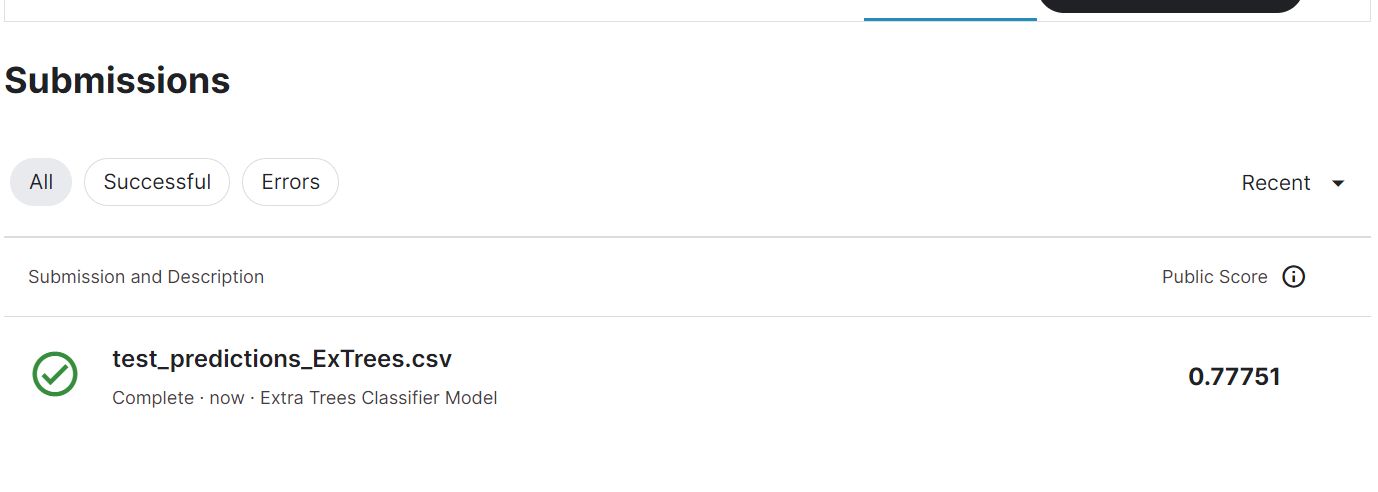 Submissions
All Successful Errors Recent
Submission and Description Public Score
test_predictions_ExTrees.csv
0.77751
Complete · now · Extra Trees Classifier Model